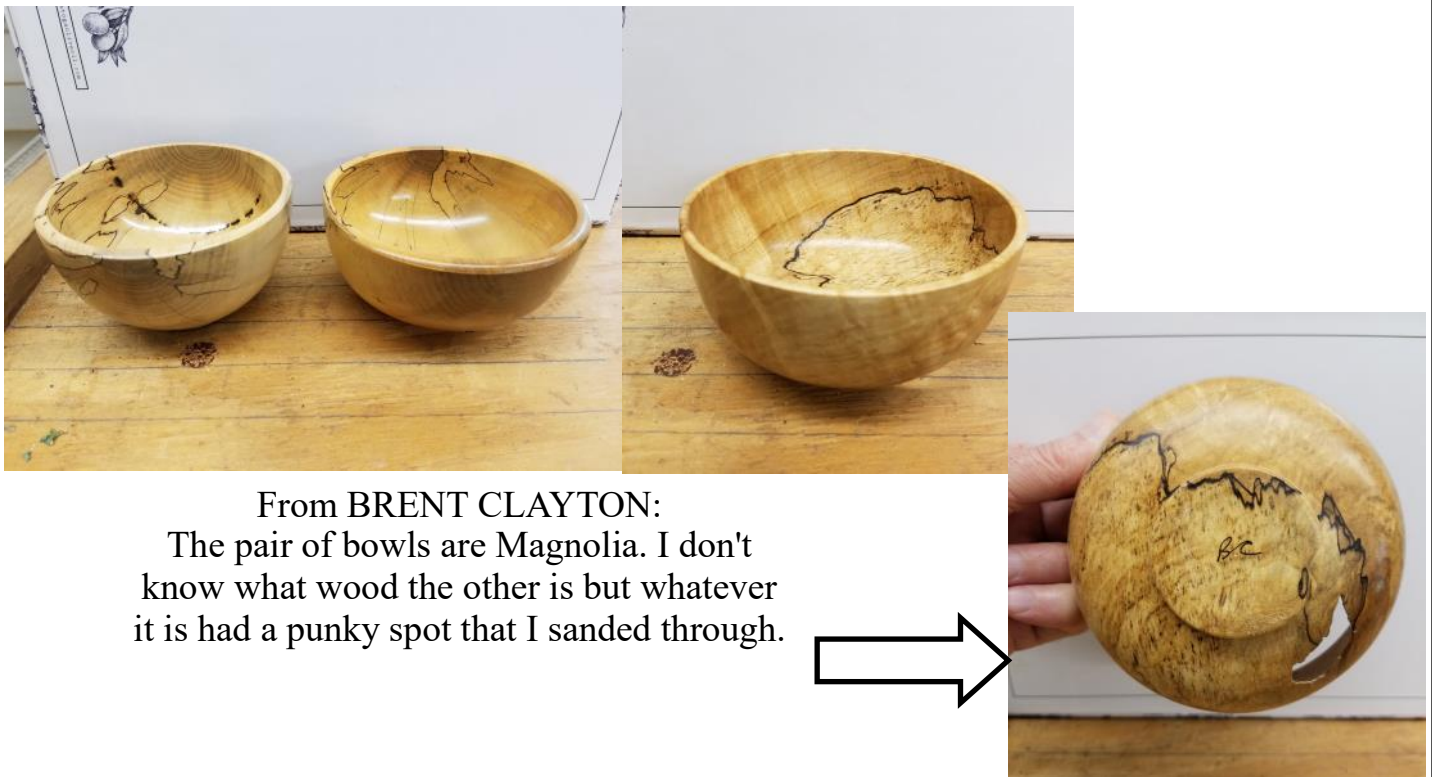 From BRENT CLAYTON:
The pair of bowls are Magnolia. I don't
know what wood the other is but whatever
it is had a punky spot that I sanded through.
BC